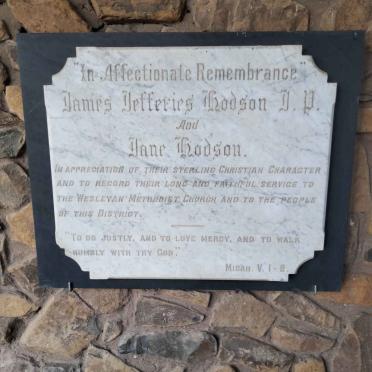 "In Affectionate Remembrance"
James Jefferies Hodson J. P.
And
Jane Hodson.
In appreciation of their sterling Christian Character
and to record their long and faithful service to
the Wesleyan Methodist Church and to the people
of this District.
"To do justly, and to love mercy, and to walk
humbly with thy God".
Micah. V. 1-8